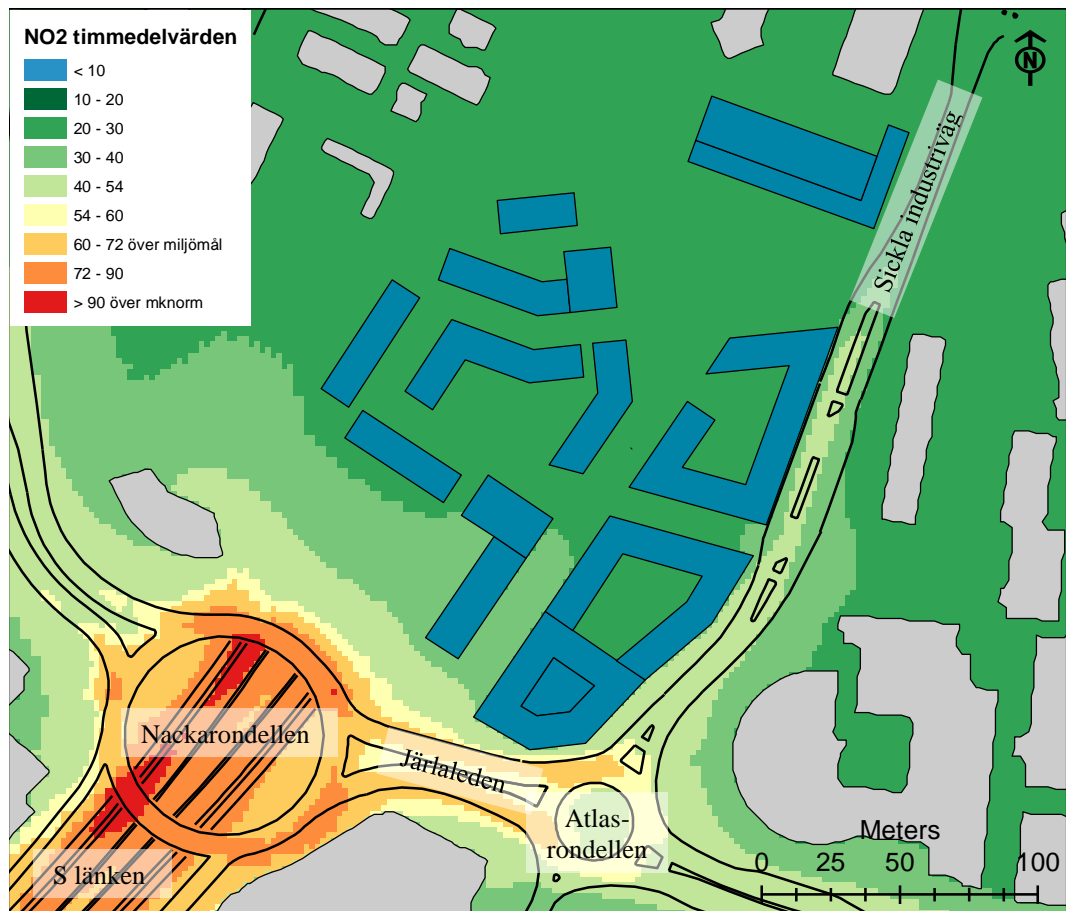 NO2 timmedelvärden
< 10
10 - 20
20 - 30
30 - 40
40 - 54
54 - 60
60 - 72 över miljömål
72 - 90
> 90 över mknorm
N
Sickla industriväg
Nackarondellen
Järlaleden
Atlas-
rondellen
S länken
Meters
0 25 50 100